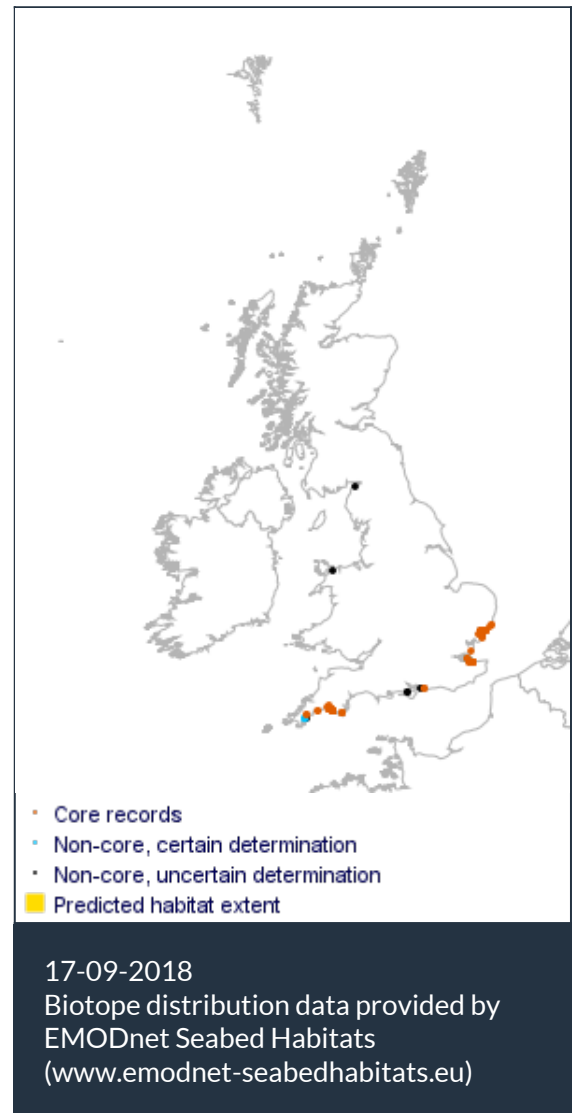 Core records
Non-core, certain determination
Non-core, uncertain determination
Predicted habitat extent
17-09-2018
Biotope distribution data provided by
EMODnet Seabed Habitats
(www.emodnet-seabedhabitats.eu)